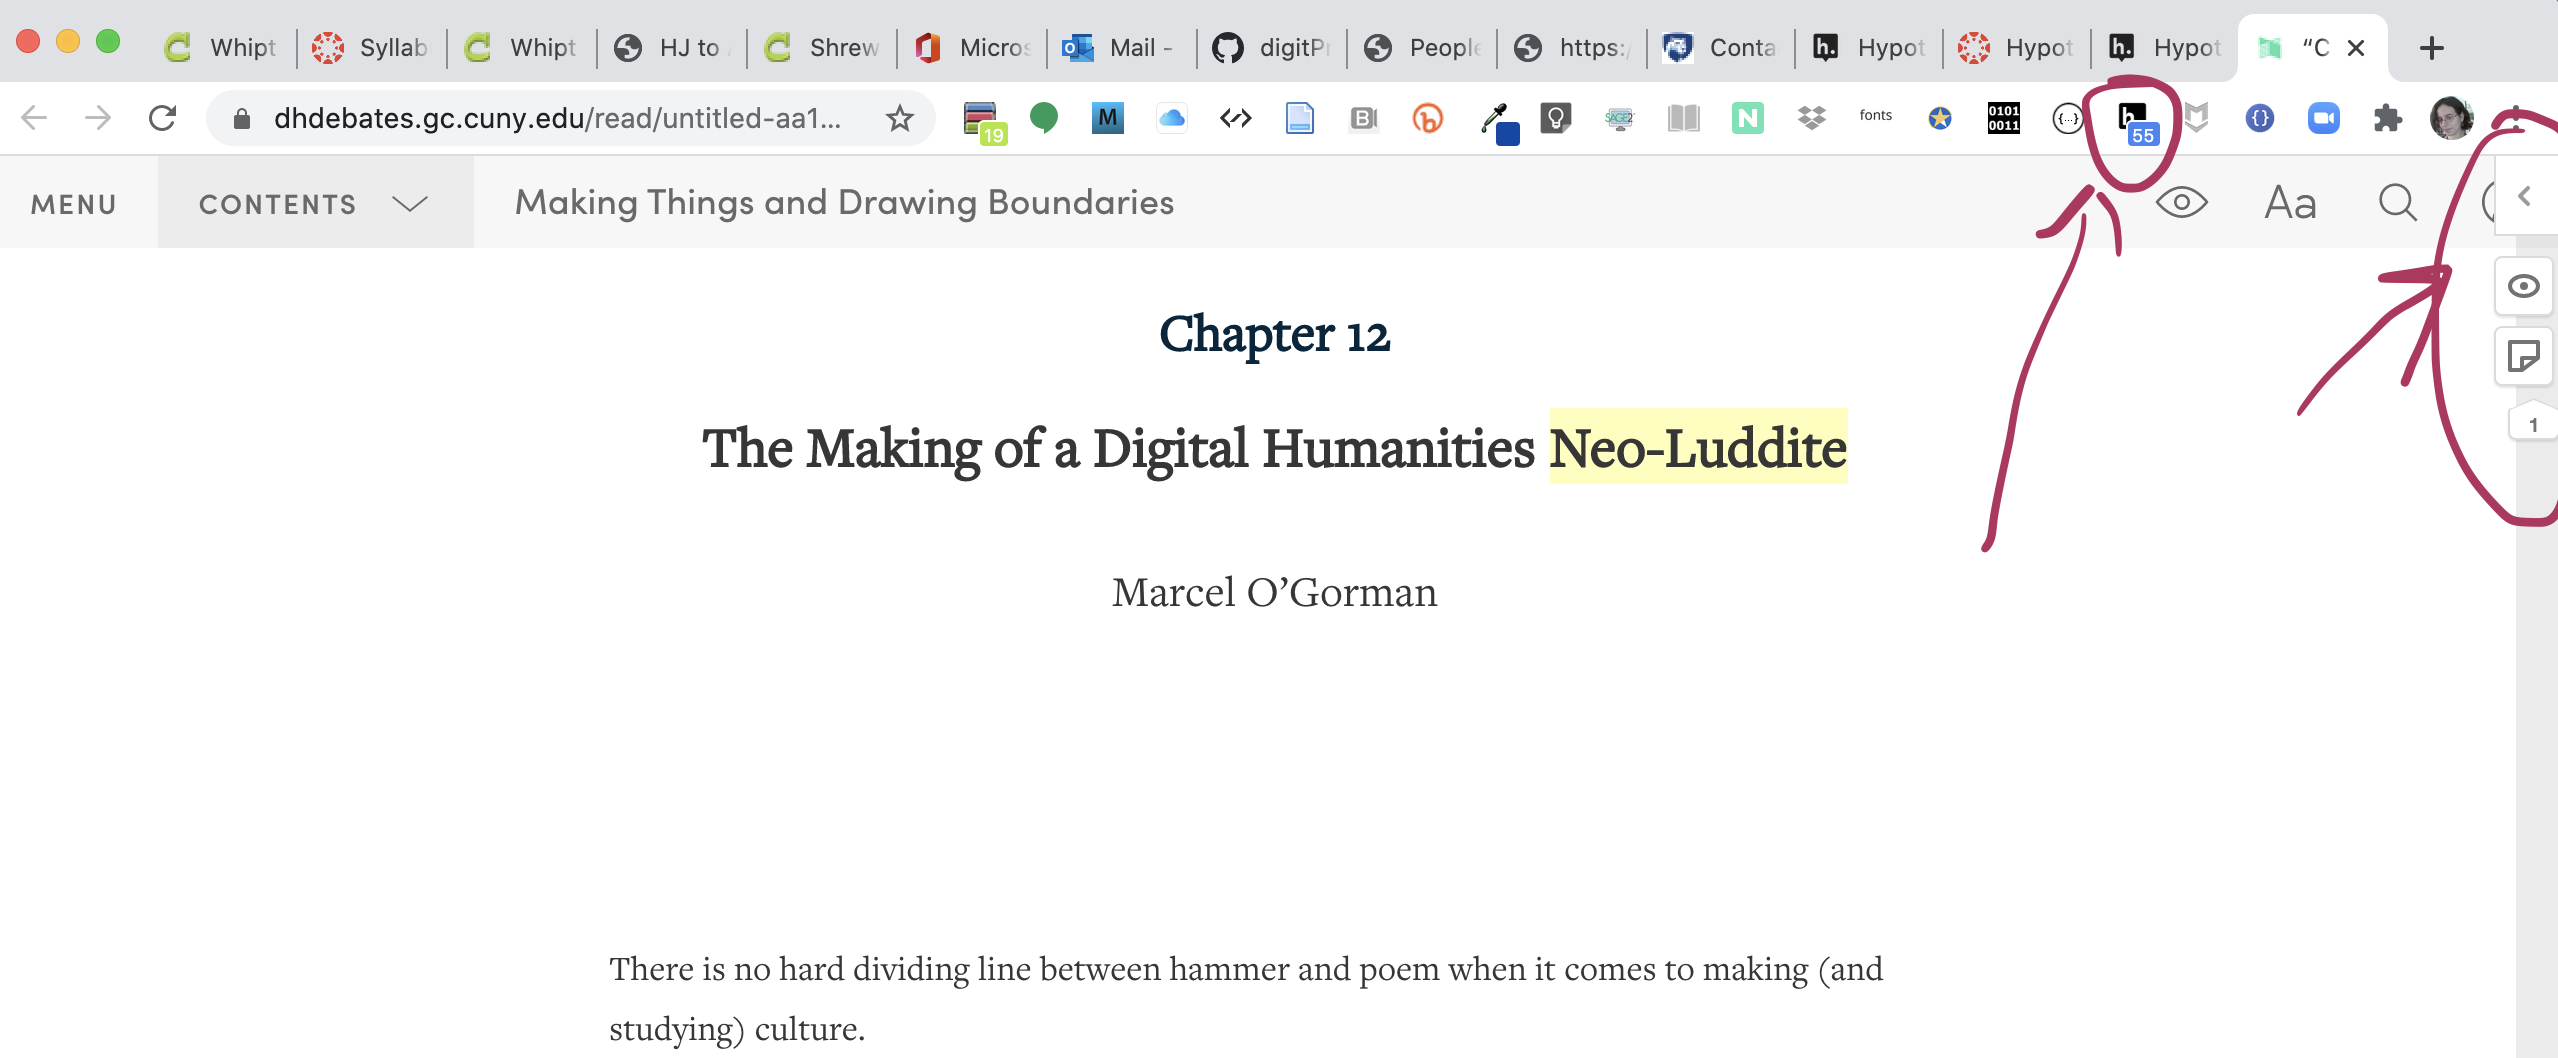 Whipt
Syllab
Whipt
HJ to
Shrew
Micros
Mail -
digitPr
People
https:/
Conta
h. Hypot
Hypot
h. Hypot
“C
dhdebates.gc.cuny.edu/read/untitled-aa1...
19
M
B
b
SAGE2
N
fonts
0101
0011
{...}
h
55
{}
MENU
CONTENTS
Making Things and Drawing Boundaries
Aa
Chapter 12
The Making of a Digital Humanities Neo-Luddite
1
Marcel O’Gorman
There is no hard dividing line between hammer and poem when it comes to making (and
studying) culture.